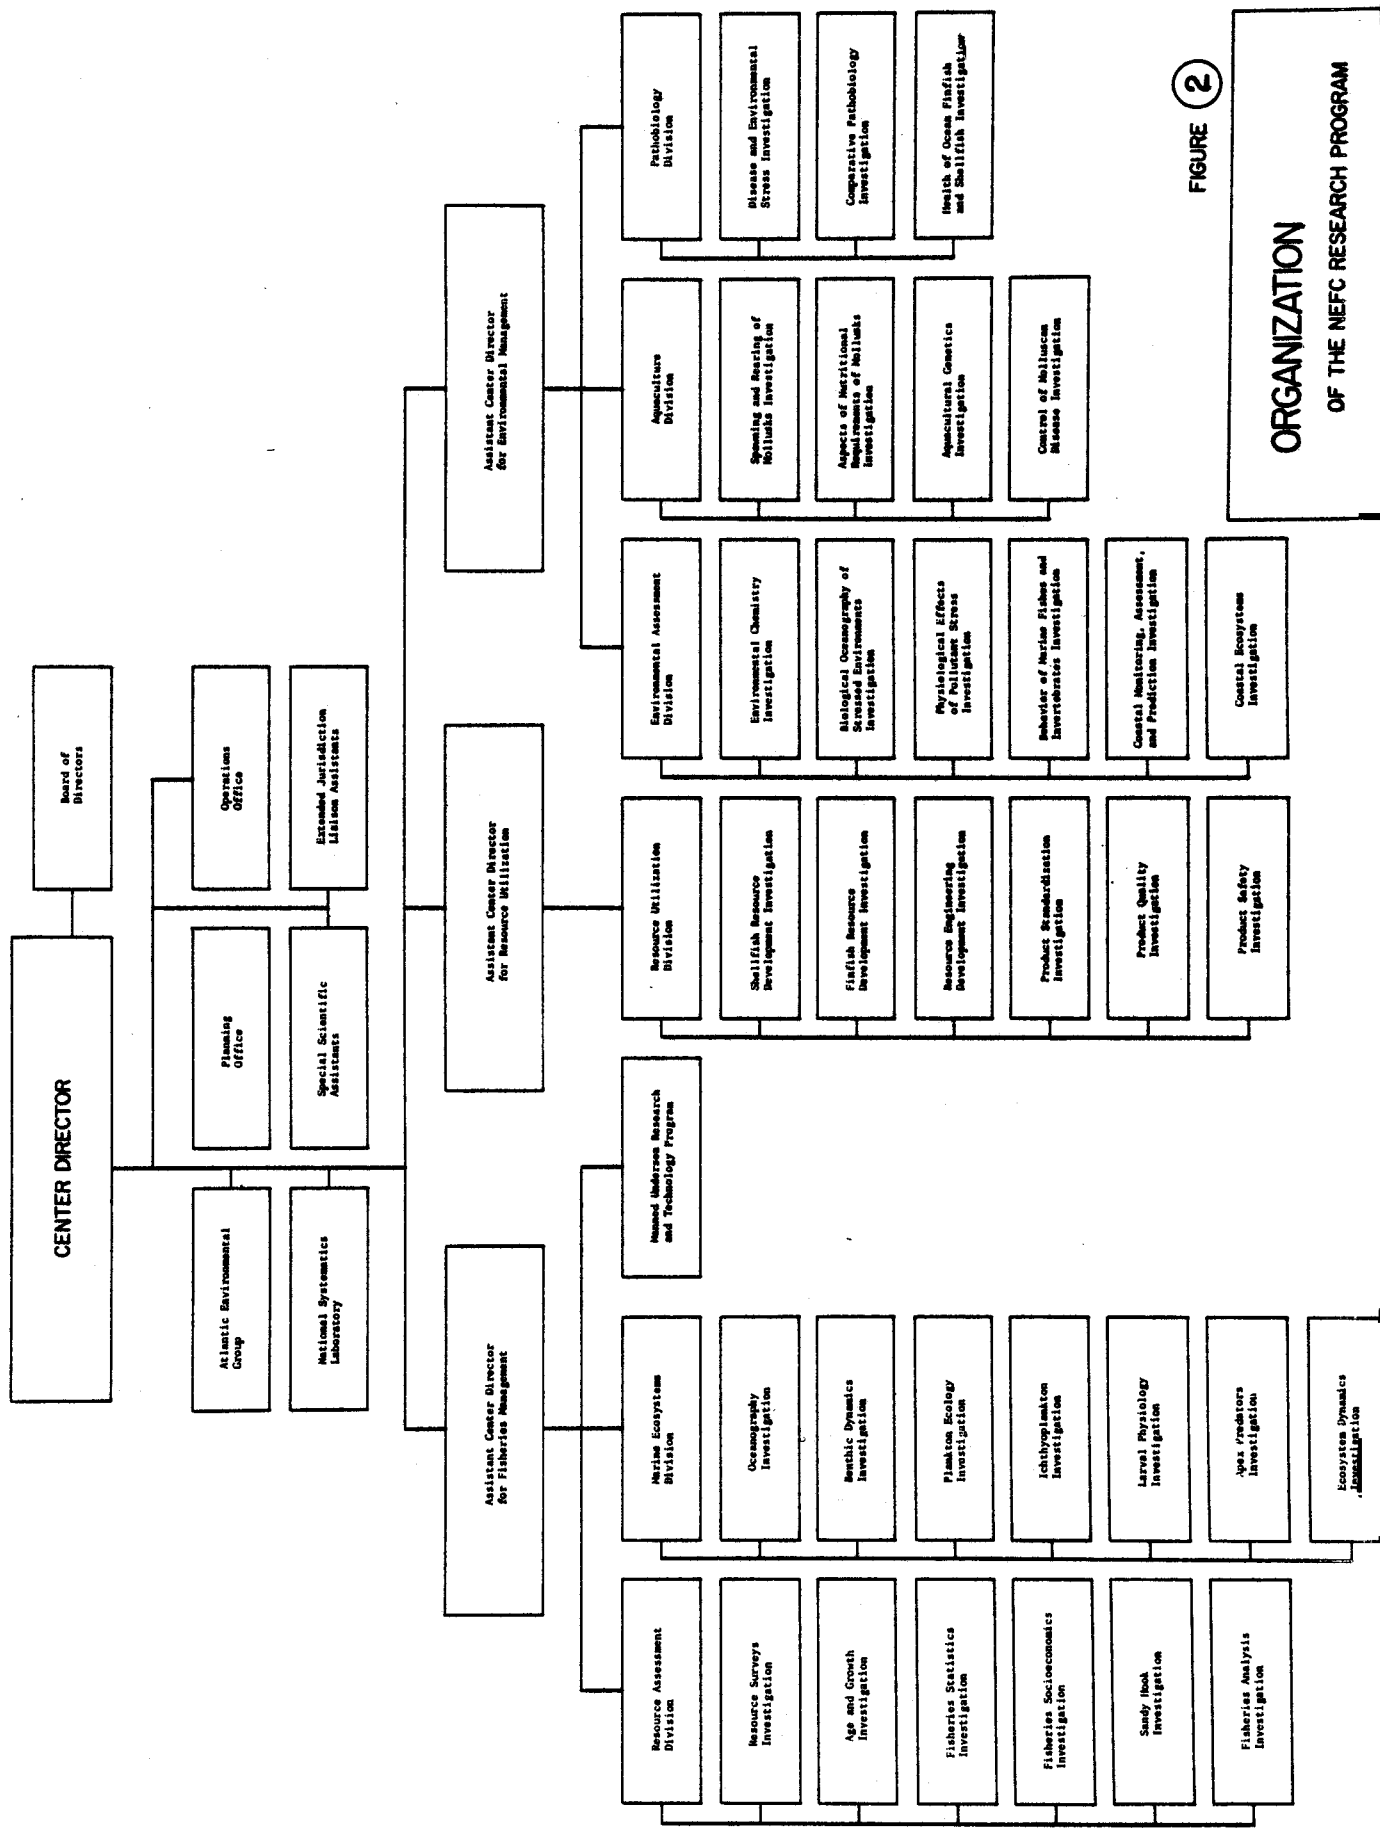 CENTER DIRECTOR
Board of
Directors
Atlantic Environmental
Group
Planning
Office
Operations
Office
National Systematics
Laboratory
Special Scientific
Assistants
Extended Jurisdiction
Liaison Assistants
Assistant Center Director
for Fisheries Management
Assistant Center Director
for Resource Utilization
Assistant Center Director
for Environmental Management
Resource Assessment
Division
Resource Surveys
Investigation
Age and Growth
Investigation
Fisheries Statistics
Investigation
Fisheries Socioeconomics
Investigation
Sandy Hook
Investigation
Fisheries Analysis
Investigation
Marine Ecosystems
Division
Oceanography
Investigation
Benthic Dynamics
Investigation
Plankton Ecology
Investigation
Ichthyoplankton
Investigation
Larval Physiology
Investigation
Apex Predators
Investigation
Ecosystem Dynamics
Investigation
Manned Undersea Research
and Technology Program
Resource Utilization
Division
Shellfish Resource
Development Investigation
Finfish Resource
Development Investigation
Resource Engineering
Development Investigation
Product Standardization
Investigation
Product Quality
Investigation
Product Safety
Investigation
Environmental Assessment
Division
Environmental Chemistry
Investigation
Biological Oceanography of
Stressed Environments
Investigation
Physiological Effects
of Pollutant Stress
Investigation
Behavior of Marine Fishes and
Invertebrates Investigation
Coastal Monitoring, Assessment,
and Prediction Investigation
Coastal Ecosystems
Investigation
Aquaculture
Division
Spawning and Rearing of
Mollusks Investigation
Aspects of Nutritional
Requirements of Mollusks
Investigation
Aquacultural Genetics
Investigation
Control of Molluscan
Disease Investigation
Pathobiology
Division
Disease and Environmental
Stress Investigation
Comparative Pathobiology
Investigation
Health of Ocean Finfish
and Shellfish Investigation
FIGURE 2
ORGANIZATION
OF THE NEFC RESEARCH PROGRAM